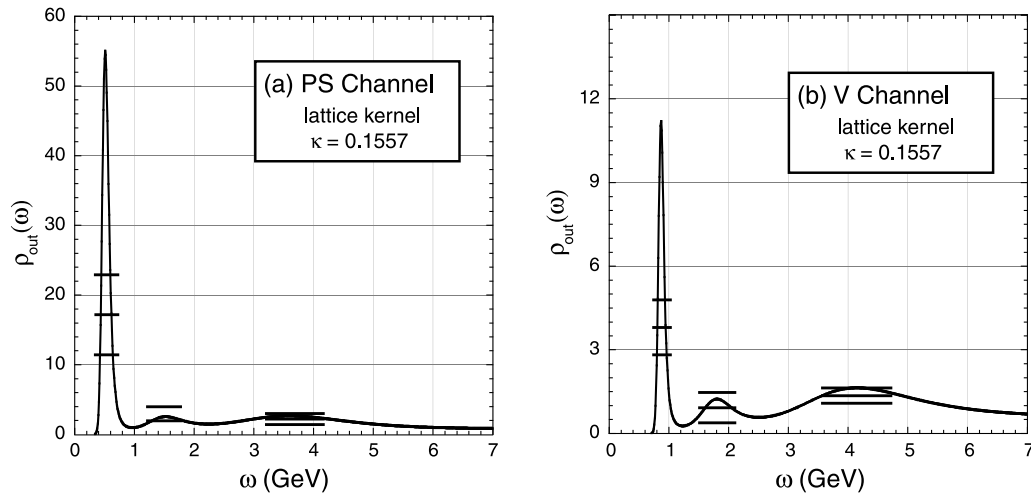 60
50
40
30
20
10
0
0 1 2 3 4 5 6 7
ρout(ω)
ω (GeV)
(a) PS Channel
lattice kernel
κ = 0.1557
12
9
6
3
0
0 1 2 3 4 5 6 7
ρout(ω)
ω (GeV)
(b) V Channel
lattice kernel
κ = 0.1557